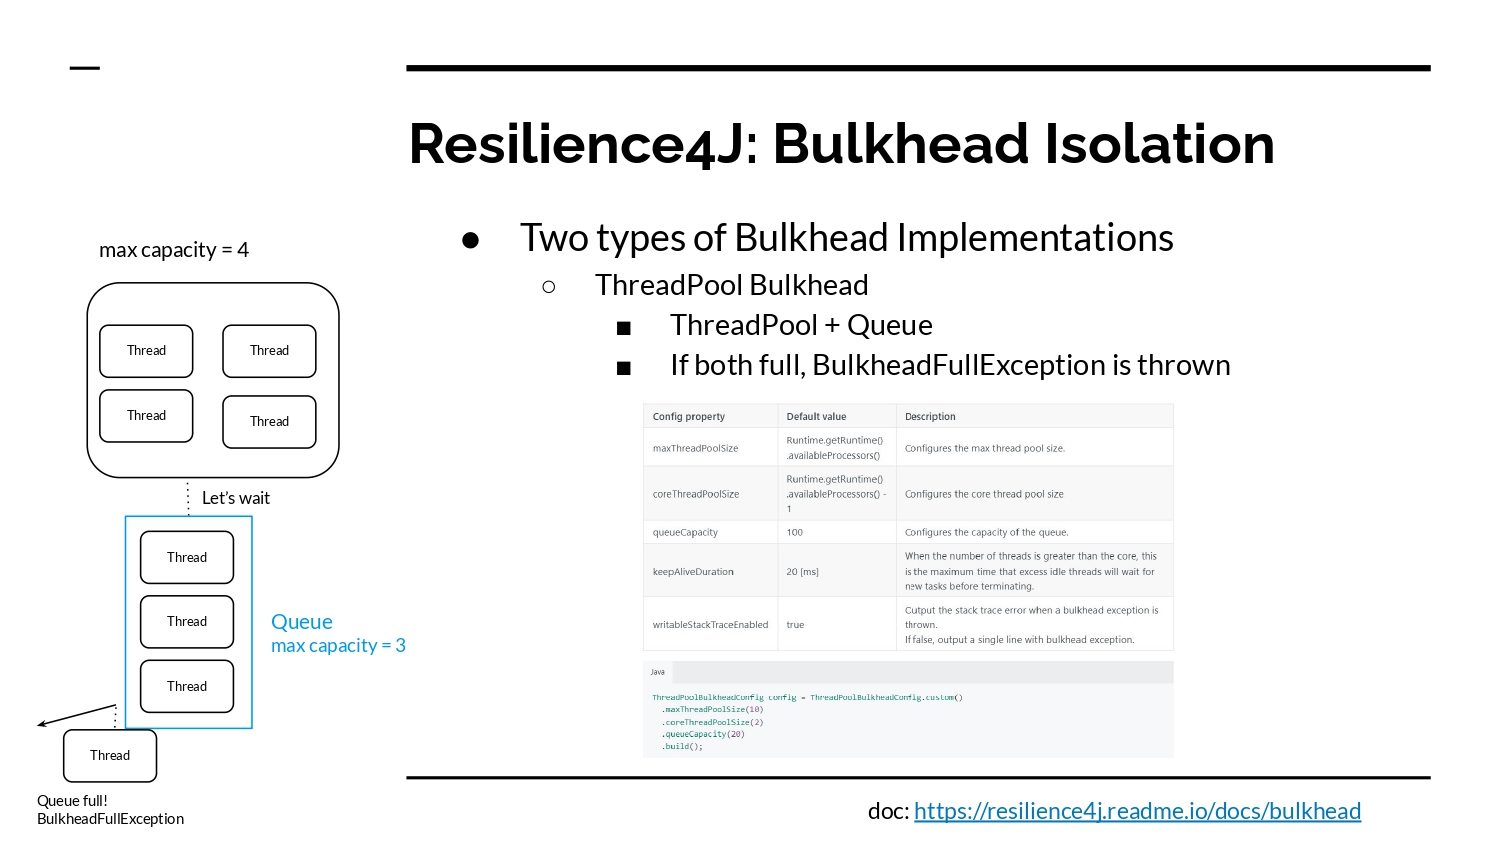 Resilience4J: Bulkhead Isolation
● Two types of Bulkhead Implementations
○ ThreadPool Bulkhead
■ ThreadPool + Queue
■ If both full, BulkheadFullException is thrown
max capacity = 4
Thread
Thread
Thread
Thread
Let's wait
Thread
Thread
Thread
Queue
max capacity = 3
Thread
Queue full!
BulkheadFullException
Config property Default value Description
maxThreadPoolSize Runtime.getRuntime()
.availableProcessors() Configures the max thread pool size.
coreThreadPoolSize Runtime.getRuntime()
.availableProcessors() -
1 Configures the core thread pool size
queueCapacity 100 Configures the capacity of the queue.
keepAliveDuration 20 [ms] When the number of threads is greater than the core, this
is the maximum time that excess idle threads will wait for
new tasks before terminating.
writableStackTraceEnabled true Output the stack trace error when a bulkhead exception is
thrown.
If false, output a single line with bulkhead exception.
Java
ThreadPoolBulkheadConfig config = ThreadPoolBulkheadConfig.custom()
.maxThreadPoolSize(10)
.coreThreadPoolSize(2)
.queueCapacity(20)
.build();
doc: https://resilience4j.readme.io/docs/bulkhead